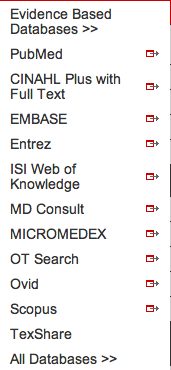 Evidence Based
Databases >>
PubMed
CINAHL Plus with
Full Text
EMBASE
Entrez
ISI Web of
Knowledge
MD Consult
MICROMEDEX
OT Search
Ovid
Scopus
TexShare
All Databases >>